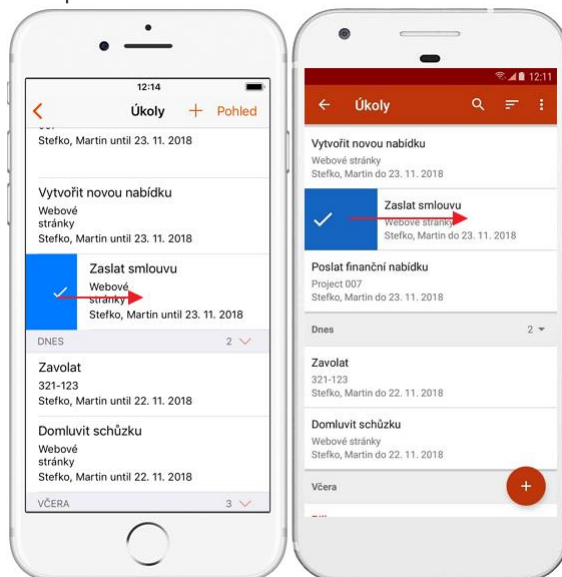 12:14
Úkoly
Pohled
Stefko, Martin until 23. 11. 2018
Vytvořit novou nabídku
Webové
stránky
Stefko, Martin until 23. 11. 2018
Zaslat smlouvu
Webové
stránky
Stefko, Martin until 23. 11. 2018
DNES 2
Zavolat
321-123
Stefko, Martin until 22. 11. 2018
Domluvit schůzku
Webové
stránky
Stefko, Martin until 22. 11. 2018
VČERA 3
12:11
Úkoly
Vytvořit novou nabídku
Webové stránky
Stefko, Martin do 23. 11. 2018
Zaslat smlouvu
Webové stránky
Stefko, Martin do 23. 11. 2018
Poslat finanční nabídku
Project 007
Stefko, Martin do 23. 11. 2018
Dnes 2
Zavolat
321-123
Stefko, Martin do 22. 11. 2018
Domluvit schůzku
Webové stránky
Stefko, Martin do 22. 11. 2018
Včera